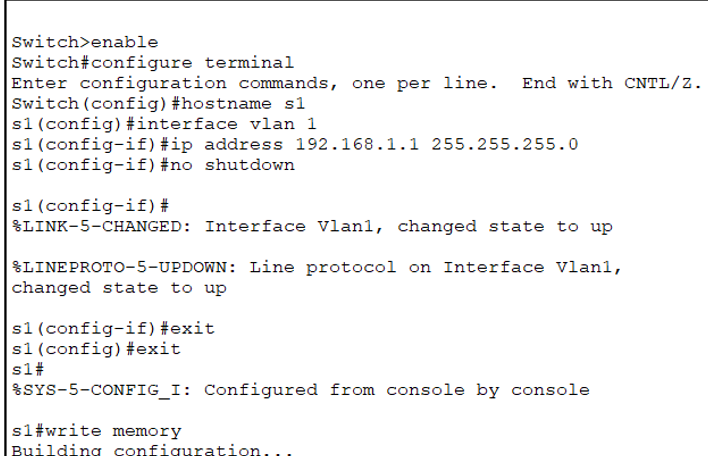 Switch>enable
Switch#configure terminal
Enter configuration commands, one per line.  End with CNTL/Z.
Switch(config)#hostname s1
s1(config)#interface vlan 1
s1(config-if)#ip address 192.168.1.1 255.255.255.0
s1(config-if)#no shutdown
s1(config-if)#
%LINK-5-CHANGED: Interface Vlan1, changed state to up
%LINEPROTO-5-UPDOWN: Line protocol on Interface Vlan1,
changed state to up
s1(config-if)#exit
s1(config)#exit
s1#
%SYS-5-CONFIG_I: Configured from console by console
s1#write memory
Building configuration...